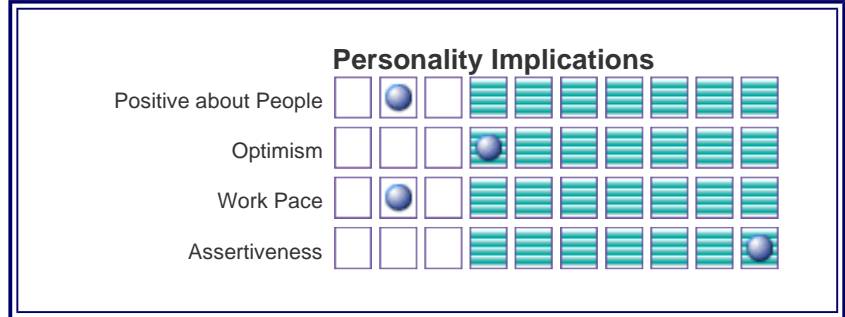 Personality Implications
Positive about People
Optimism
Work Pace
Assertiveness